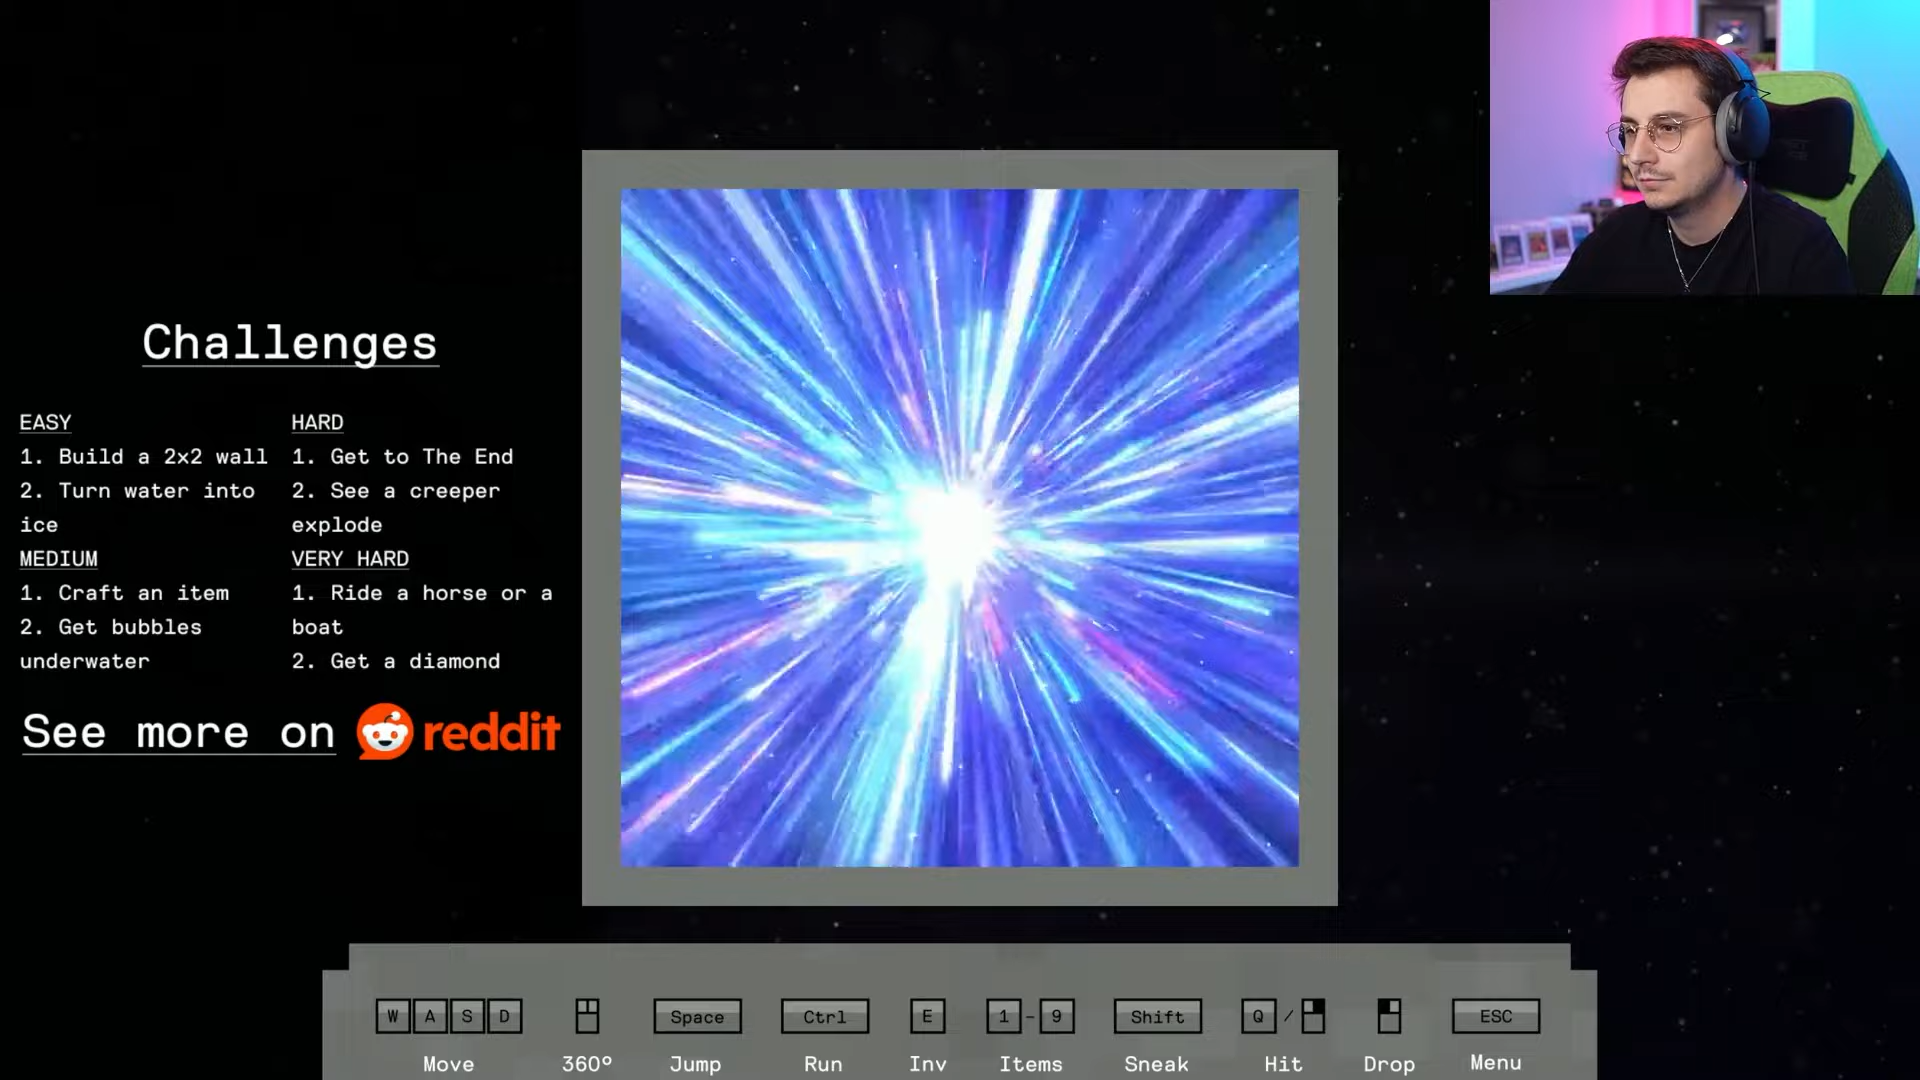 Challenges
EASY
1. Build a 2x2 wall
2. Turn water into
ice
MEDIUM
1. Craft an item
2. Get bubbles
underwater
HARD
1. Get to The End
2. See a creeper
explode
VERY HARD
1. Ride a horse or a
boat
2. Get a diamond
See more on reddit
W A S D Space Ctrl E 1 - 9 Shift Q / ESC
Move 360° Jump Run Inv Items Sneak Hit Drop Menu